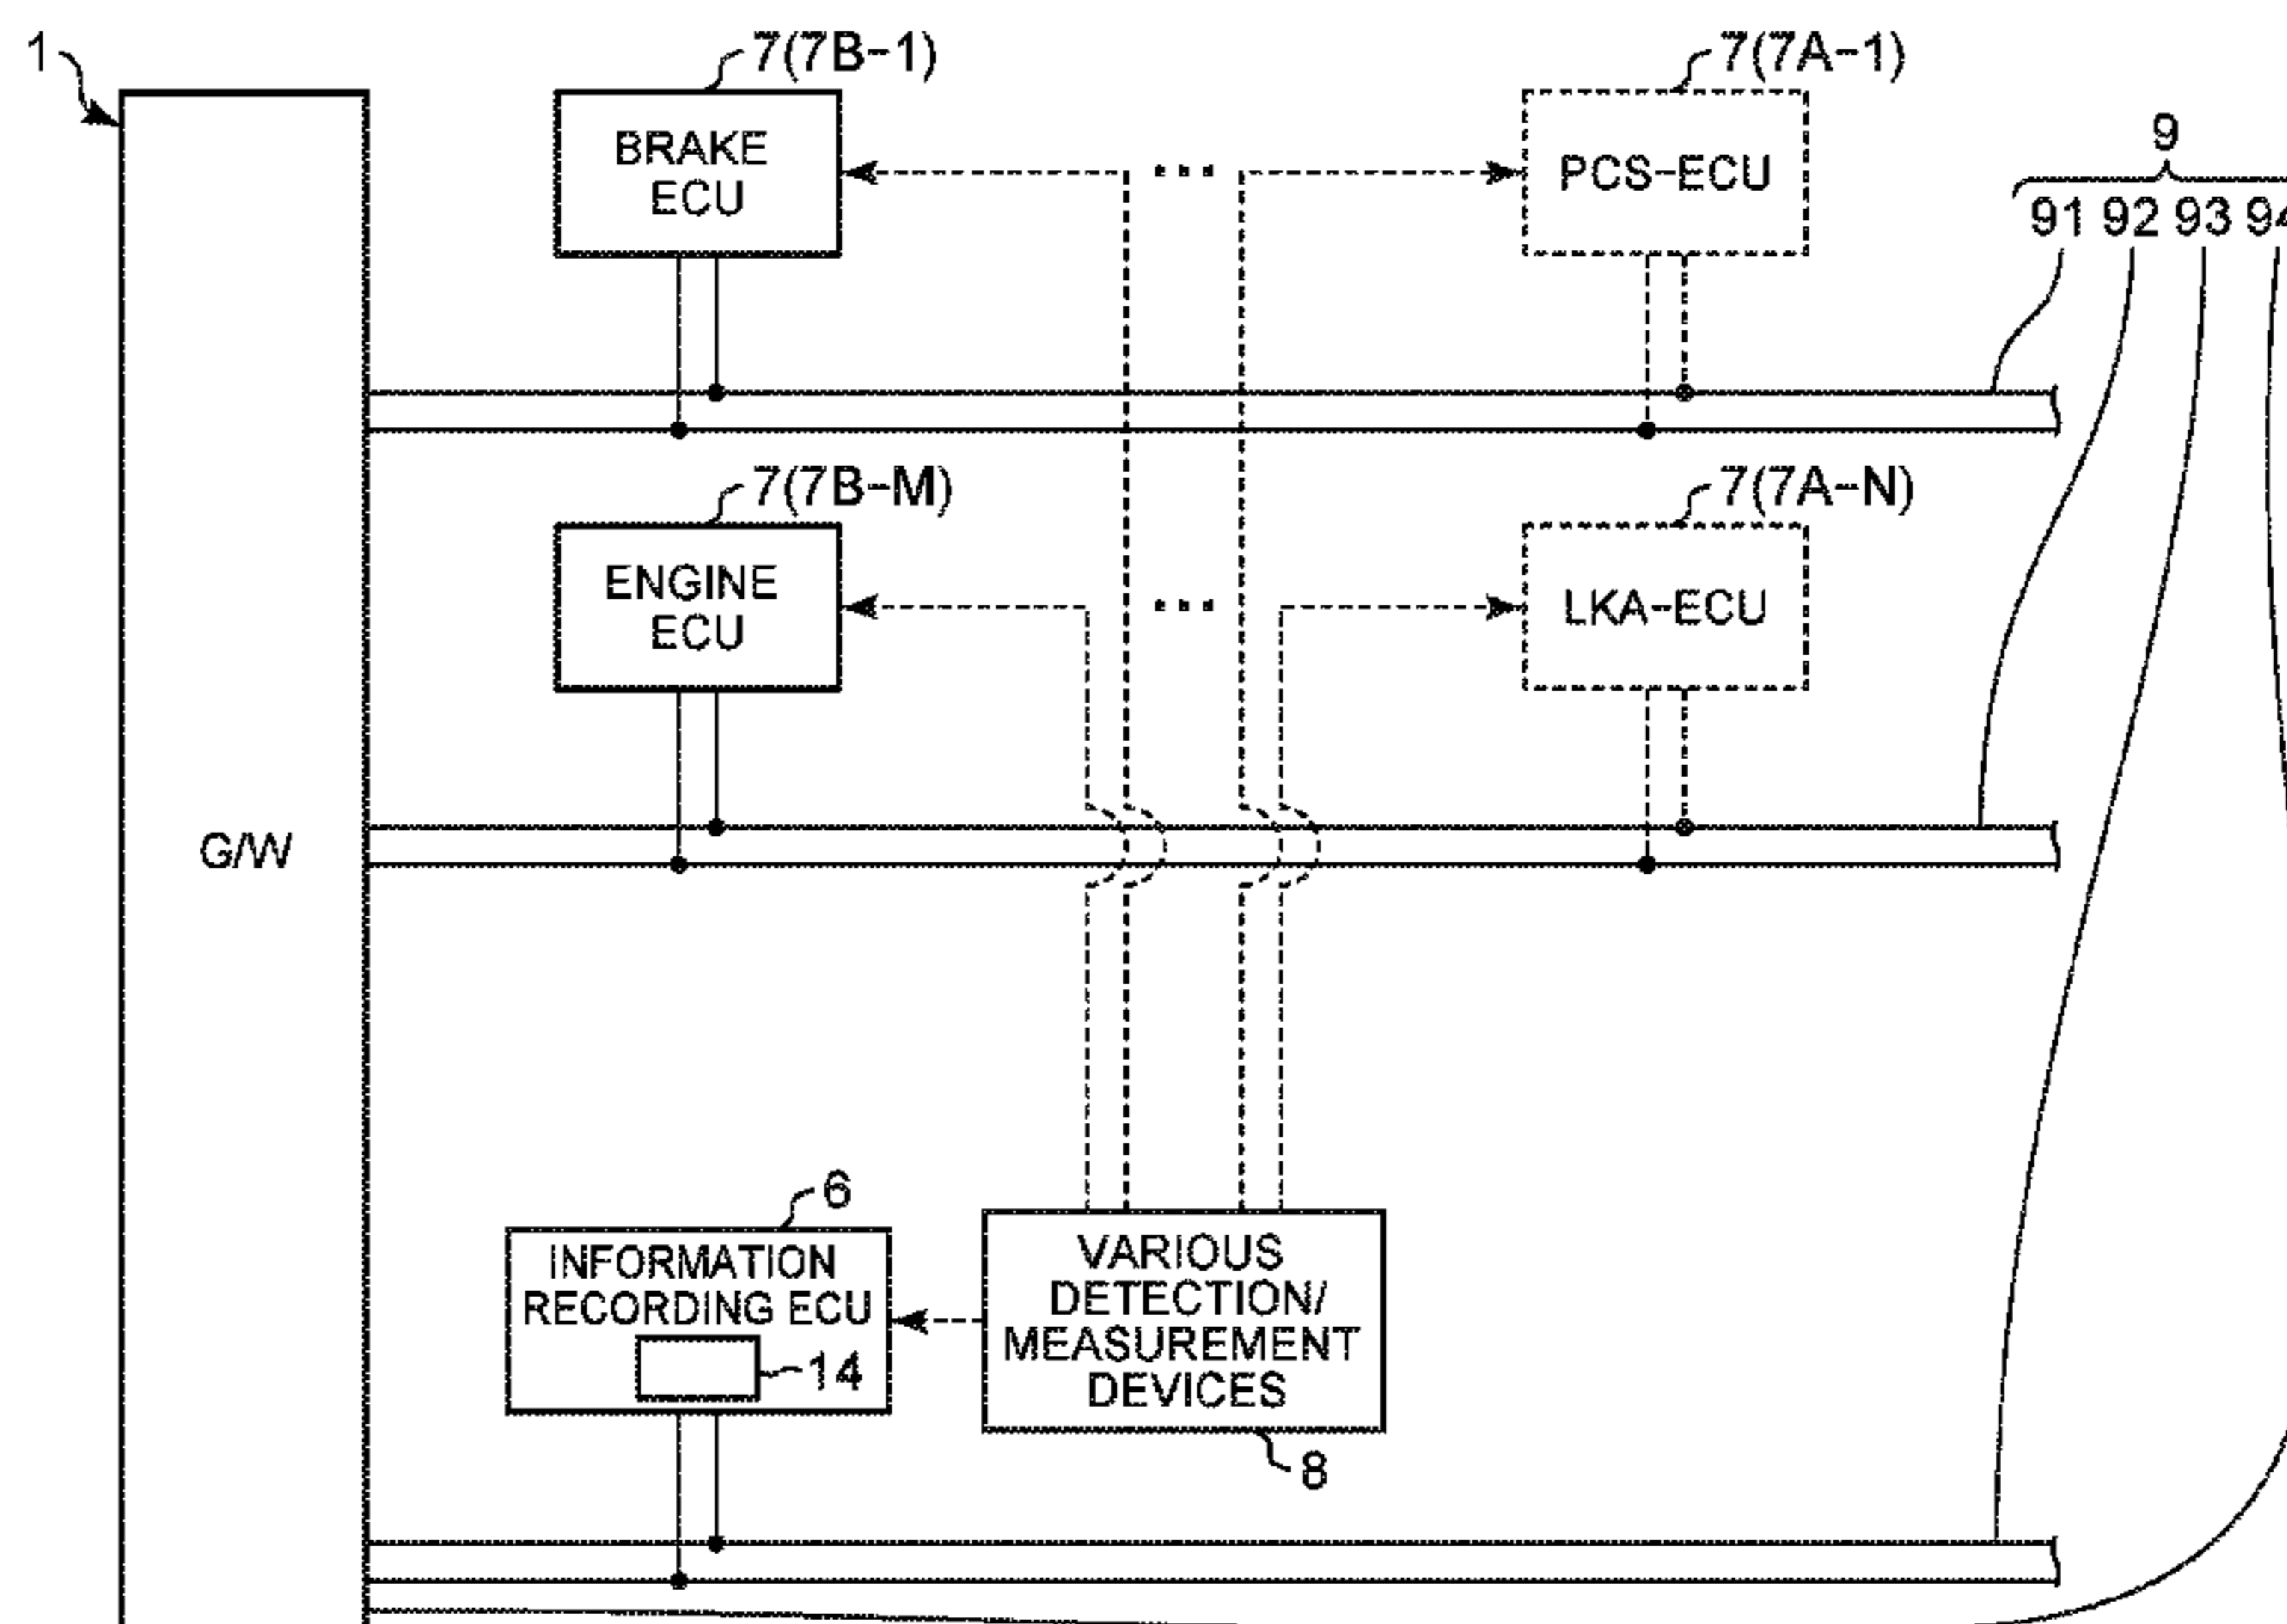 1
7(7B-1)
7(7A-1)
BRAKE
ECU
PCS-ECU
9
91 92 93
7(7B-M)
7(7A-N)
ENGINE
ECU
LKA-ECU
G/W
6
INFORMATION
RECORDING ECU
14
VARIOUS
DETECTION/
MEASUREMENT
DEVICES
8